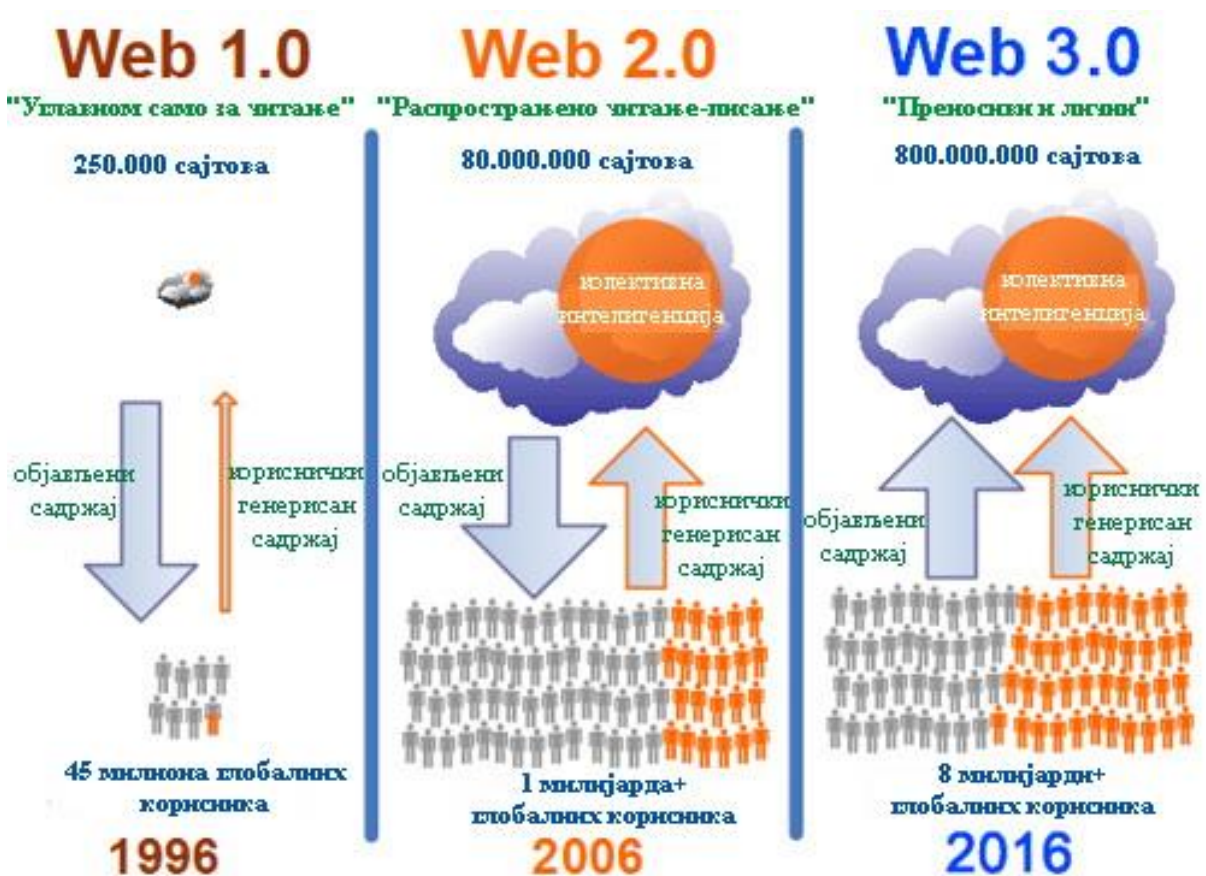 Web 1.0
"Углавном само за читање"
250.000 сајтова
објављени
садржај
кориснички
генерисан
садржај
45 милиона глобалних
корисника
1996
Web 2.0
"Распрострањено читање-писање"
80.000.000 сајтова
колективна
интелигенција
објављени
садржај
кориснички
генерисан
садржај
1 милијарда+
глобалних корисника
2006
Web 3.0
"Преносиви и лични"
800.000.000 сајтова
колективна
интелигенција
објављени
садржај
кориснички
генерисан
садржај
8 милијарди+
глобалних корисника
2016